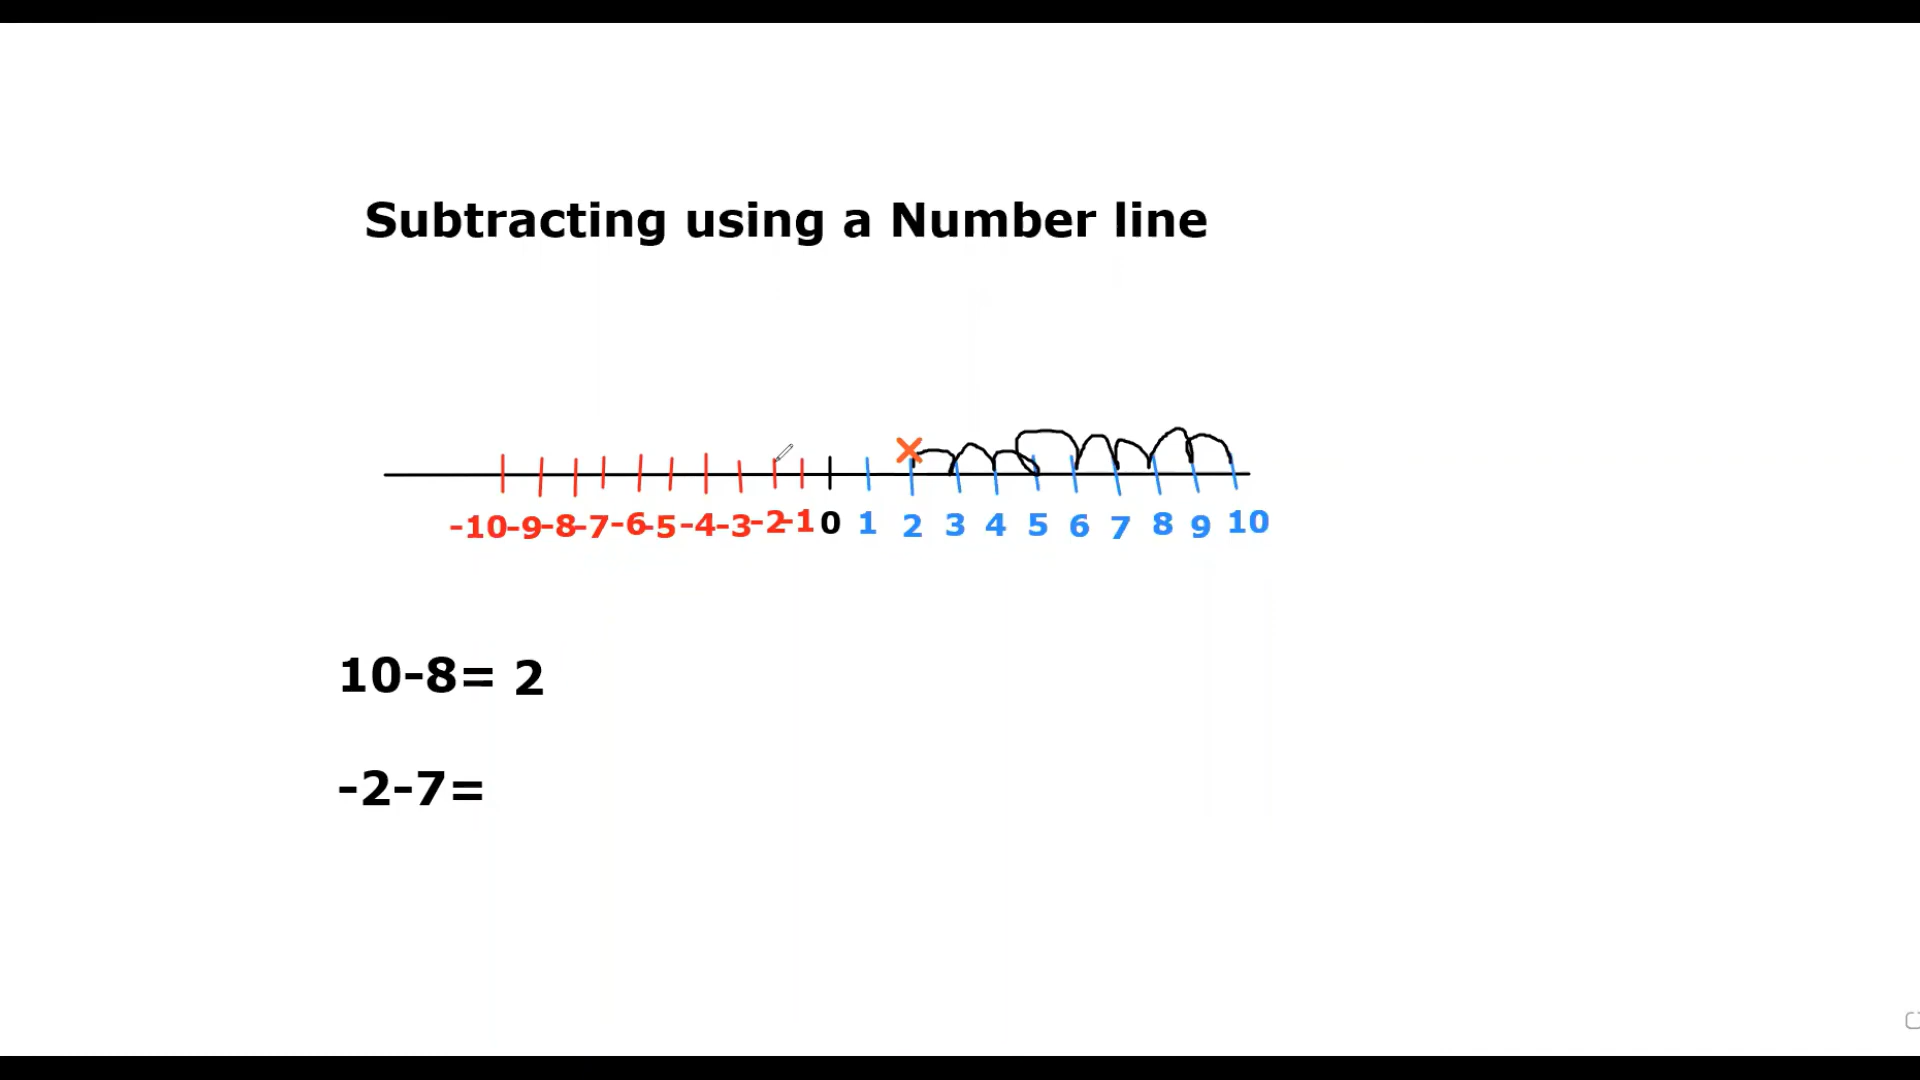 Subtracting using a Number line
-10-9-8-7-6-5-4-3-2-1 0 1 2 3 4 5 6 7 8 9 10
10-8= 2
-2-7=